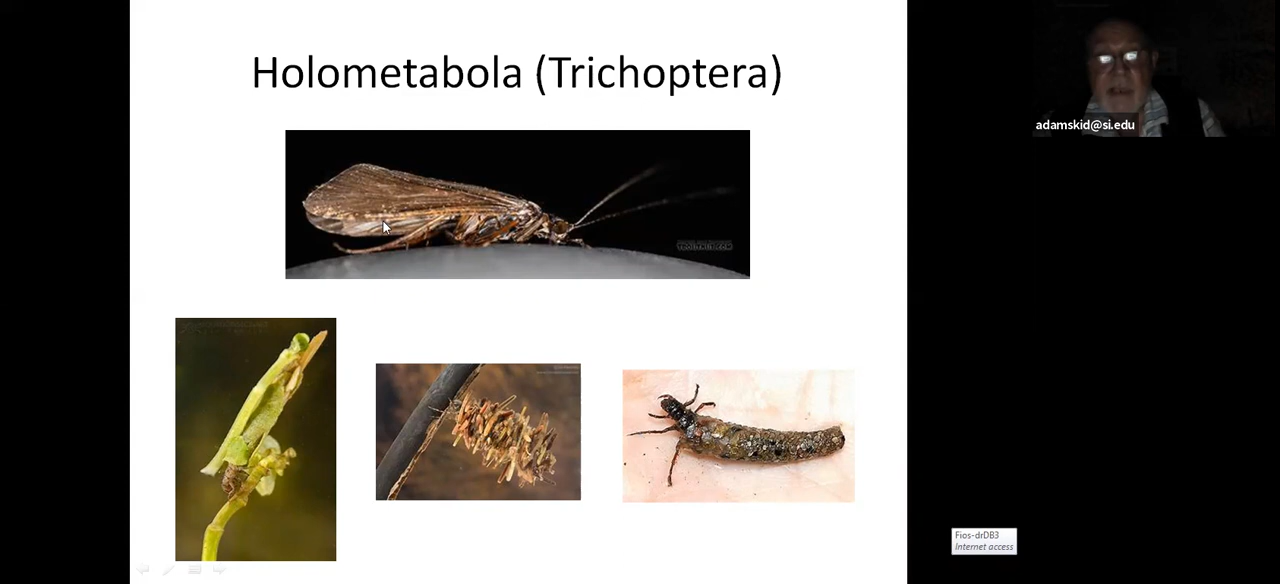 Holometabola (Trichoptera)
adamskid@si.edu
Fios-drDB3
Internet access